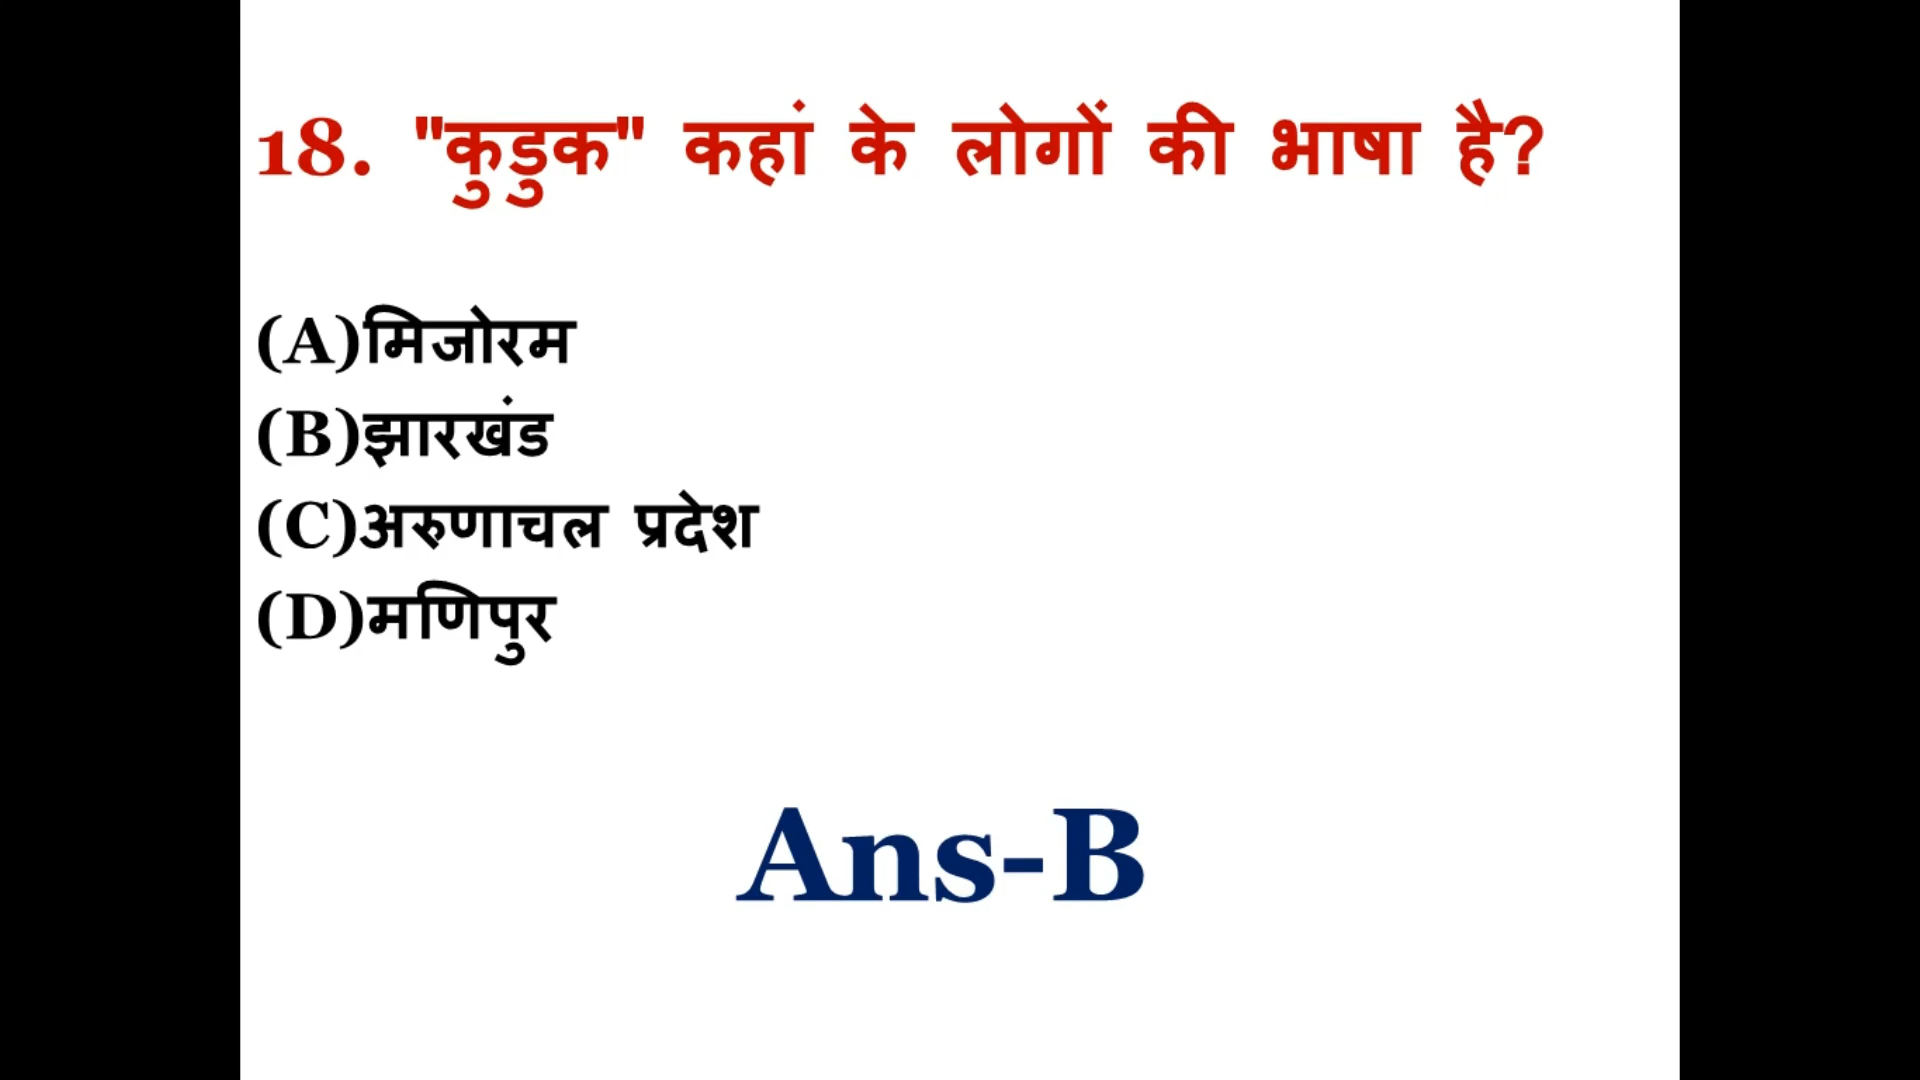 18. "कुडुक" कहां के लोगों की भाषा है?
(A)मिजोरम
(B)झारखंड
(C)अरुणाचल प्रदेश
(D)मणिपुर
Ans-B